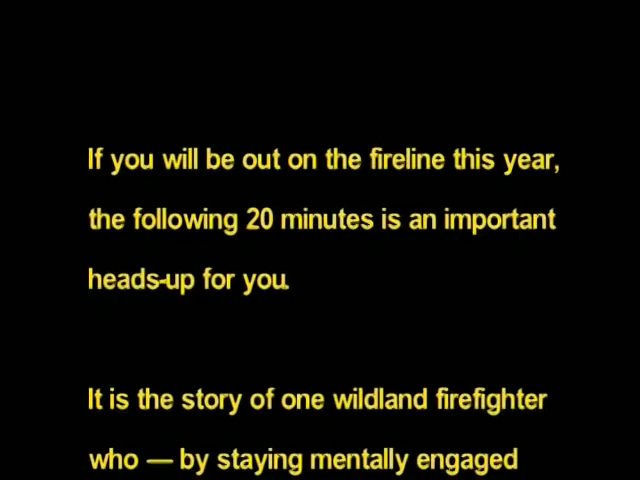 If you will be out on the fireline this year,
the following 20 minutes is an important
heads-up for you.
It is the story of one wildland firefighter
who — by staying mentally engaged